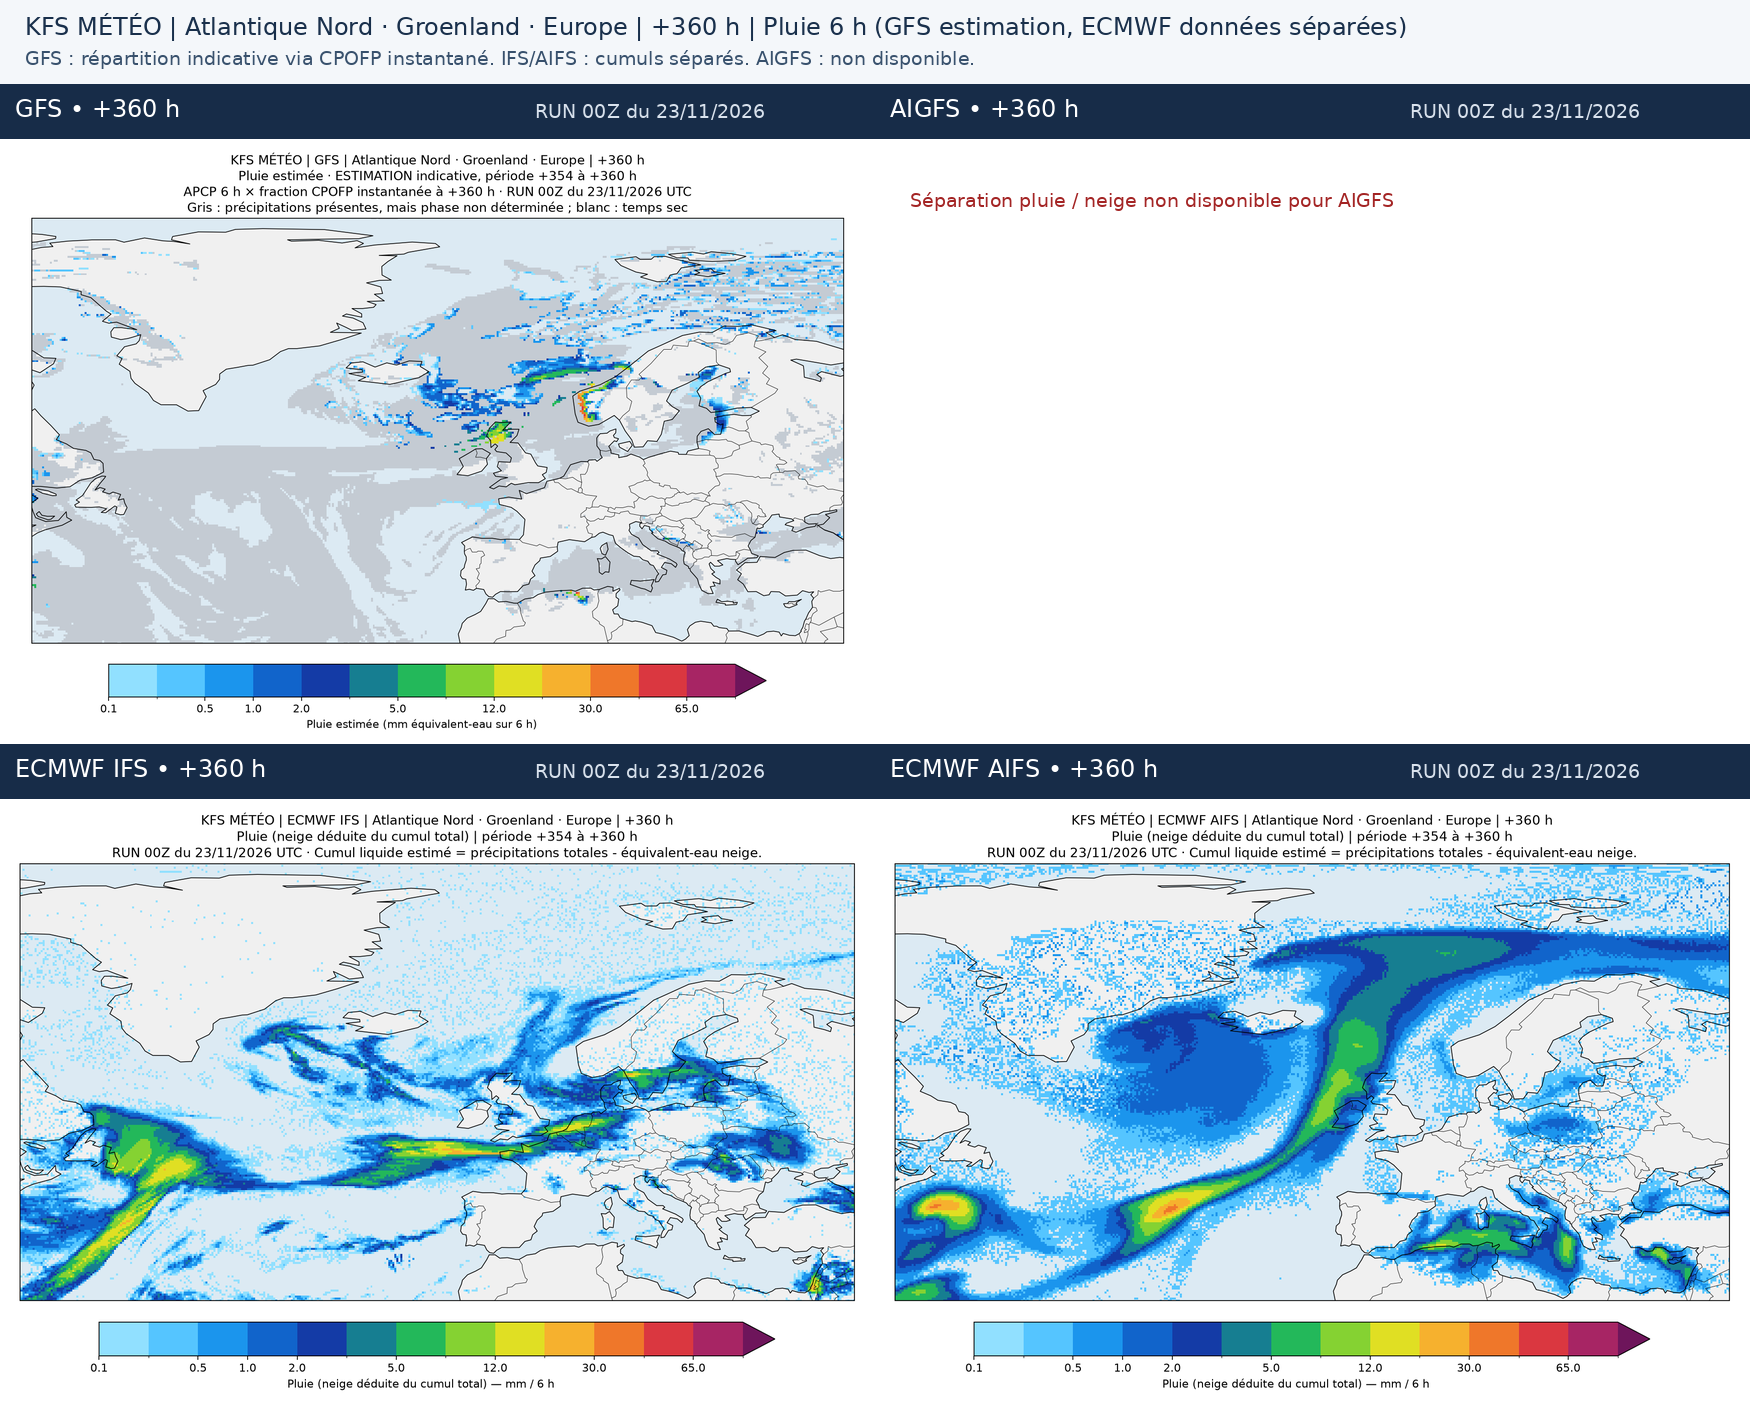 KFS MÉTÉO | Atlantique Nord · Groenland · Europe | +360 h | Pluie 6 h (GFS estimation, ECMWF données séparées)
GFS : répartition indicative via CPOFP instantané. IFS/AIFS : cumuls séparés. AIGFS : non disponible.
GFS • +360 h
RUN 00Z du 23/11/2026
AIGFS • +360 h
RUN 00Z du 23/11/2026
KFS MÉTÉO | GFS | Atlantique Nord · Groenland · Europe | +360 h
Pluie estimée · ESTIMATION indicative, période +354 à +360 h
APCP 6 h × fraction CPOFP instantanée à +360 h · RUN 00Z du 23/11/2026 UTC
Gris : précipitations présentes, mais phase non déterminée ; blanc : temps sec
Séparation pluie / neige non disponible pour AIGFS
0.1 0.5 1.0 2.0 5.0 12.0 30.0 65.0
Pluie estimée (mm équivalent-eau sur 6 h)
ECMWF IFS • +360 h
RUN 00Z du 23/11/2026
ECMWF AIFS • +360 h
RUN 00Z du 23/11/2026
KFS MÉTÉO | ECMWF IFS | Atlantique Nord · Groenland · Europe | +360 h
Pluie (neige déduite du cumul total) | période +354 à +360 h
RUN 00Z du 23/11/2026 UTC · Cumul liquide estimé = précipitations totales - équivalent-eau neige.
KFS MÉTÉO | ECMWF AIFS | Atlantique Nord · Groenland · Europe | +360 h
Pluie (neige déduite du cumul total) | période +354 à +360 h
RUN 00Z du 23/11/2026 UTC · Cumul liquide estimé = précipitations totales - équivalent-eau neige.
0.1 0.5 1.0 2.0 5.0 12.0 30.0 65.0
Pluie (neige déduite du cumul total) — mm / 6 h
0.1 0.5 1.0 2.0 5.0 12.0 30.0 65.0
Pluie (neige déduite du cumul total) — mm / 6 h